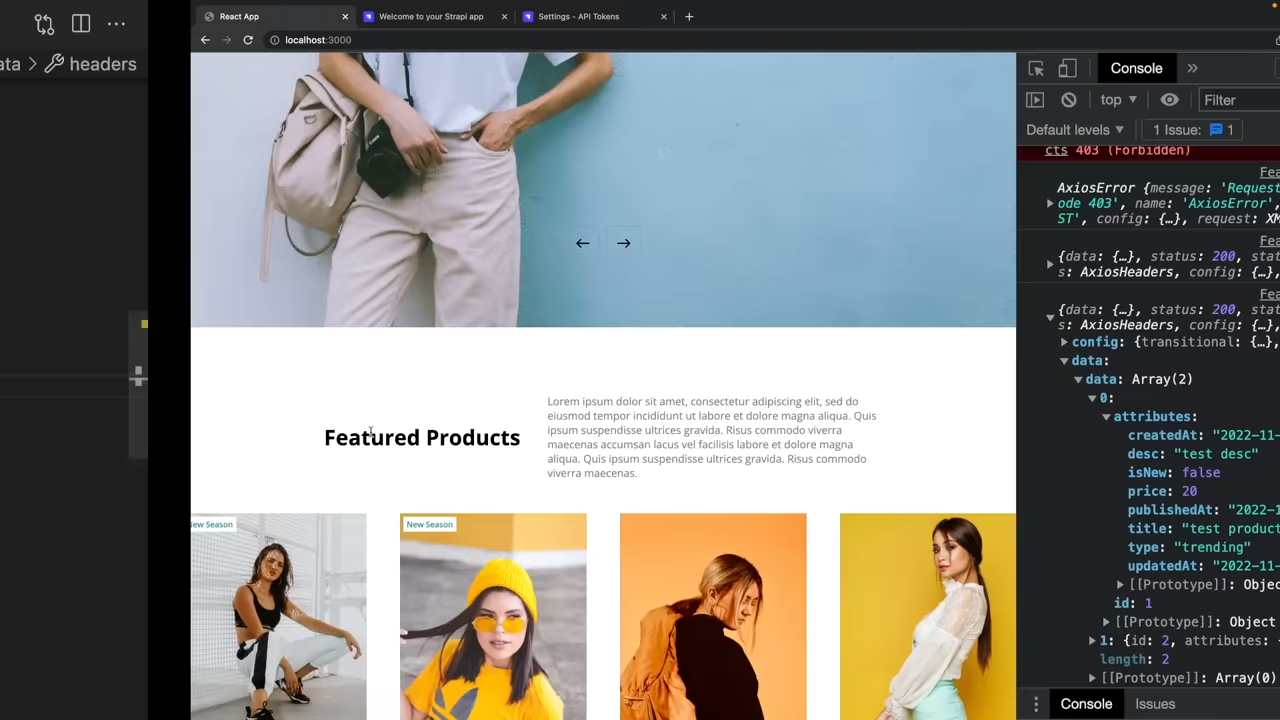 React App
Welcome to your Strapi app
Settings - API Tokens
localhost:3000
ata > headers
Console
top
Filter
Default levels
1 Issue: 1
cts 403 (Forbidden)
Fea
AxiosError {message: 'Request
ode 403', name: 'AxiosError',
ST', config: {…}, request: XM
Fea
{data: {…}, status: 200, stat
s: AxiosHeaders, config: {…},
Fea
{data: {…}, status: 200, stat
s: AxiosHeaders, config: {…},
config: {transitional: {…},
data:
data: Array(2)
0:
attributes:
createdAt: "2022-11-
desc: "test desc"
isNew: false
price: 20
publishedAt: "2022-1
title: "test product
type: "trending"
updatedAt: "2022-11-
[[Prototype]]: Object
id: 1
[[Prototype]]: Object
1: {id: 2, attributes:
length: 2
[[Prototype]]: Array(0)
Console
Issues
Featured Products
Lorem ipsum dolor sit amet, consectetur adipiscing elit, sed do
eiusmod tempor incididunt ut labore et dolore magna aliqua. Quis
ipsum suspendisse ultrices gravida. Risus commodo viverra
maecenas accumsan lacus vel facilisis labore et dolore magna
aliqua. Quis ipsum suspendisse ultrices gravida. Risus commodo
viverra maecenas.
New Season
New Season